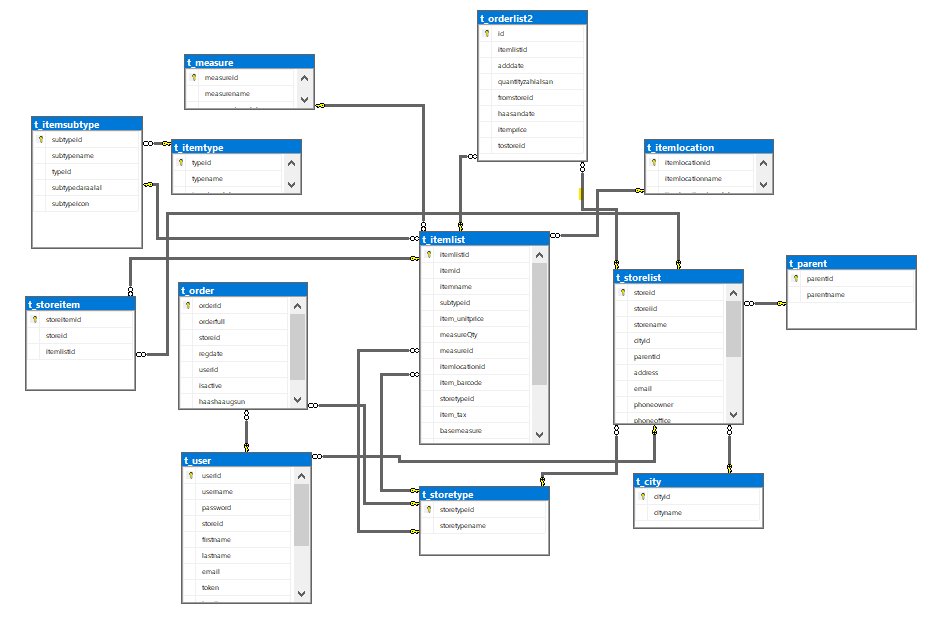 t_orderlist2
id
itemlistid
adddate
quantityzahialsan
fromstoreid
haasandate
itemprice
tostoreid
t_measure
measureid
measurename
t_itemsubtype
subtypeid
subtypename
typeid
subtypedaraalal
subtypeicon
t_itemtype
typeid
typename
t_itemlocation
itemlocationid
itemlocationname
t_itemlist
itemlistid
itemid
itemname
subtypeid
item_unitprice
measureQty
measureid
itemlocationid
item_barcode
storetypeid
item_tax
basemeasure
t_storelist
storeid
storeiid
storename
cityid
parentid
address
email
phoneowner
phoneoffice
t_parent
parentid
parentname
t_storeitem
storeitemid
storeid
itemlistid
t_order
orderid
orderfull
storeid
regdate
userid
isactive
haashaaugsun
t_user
userid
username
password
storeid
firstname
lastname
email
token
t_storetype
storetypeid
storetypename
t_city
cityid
cityname